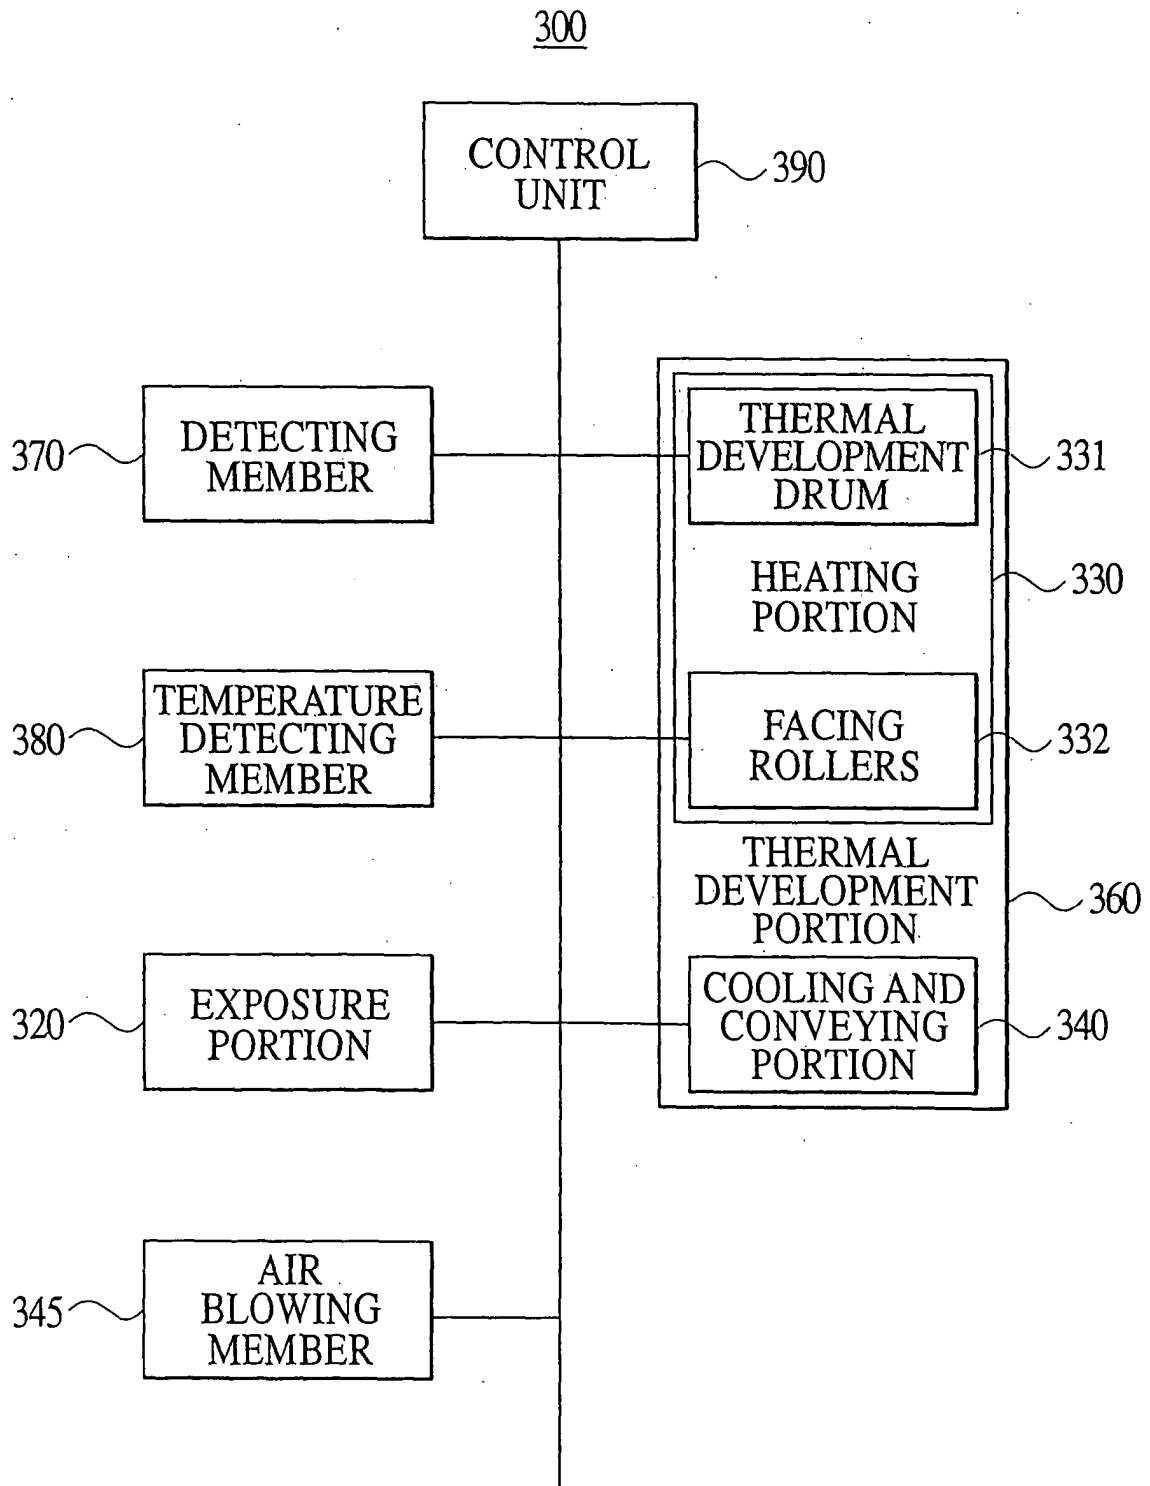 300
CONTROL
UNIT
390
370
DETECTING
MEMBER
THERMAL
DEVELOPMENT
DRUM
331
HEATING
PORTION
330
380
TEMPERATURE
DETECTING
MEMBER
FACING
ROLLERS
332
THERMAL
DEVELOPMENT
PORTION
360
320
EXPOSURE
PORTION
COOLING AND
CONVEYING
PORTION
340
345
AIR
BLOWING
MEMBER